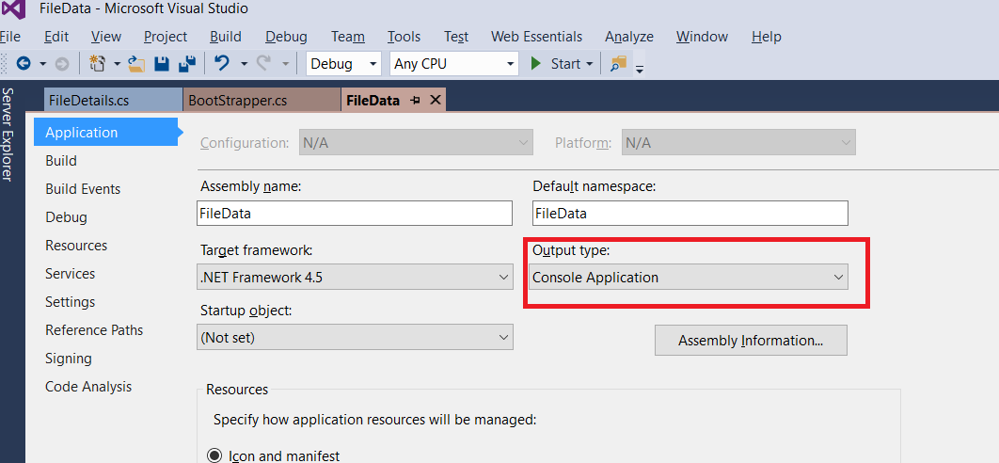 FileData - Microsoft Visual Studio
File Edit View Project Build Debug Team Tools Test Web Essentials Analyze Window Help
Debug Any CPU Start
Server Explorer
FileDetails.cs BootStrapper.cs FileData
Application
Configuration: N/A Platform: N/A
Build
Build Events
Debug
Resources
Services
Settings
Reference Paths
Signing
Code Analysis
Assembly name: Default namespace:
FileData FileData
Target framework: Output type:
.NET Framework 4.5 Console Application
Startup object:
(Not set) Assembly Information...
Resources
Specify how application resources will be managed:
Icon and manifest